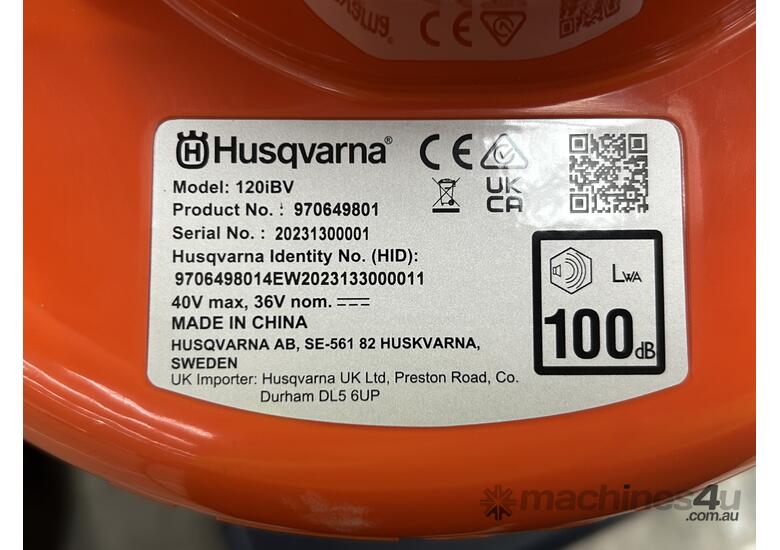 Husqvarna®
Model: 120iBV
Product No.: 970649801
Serial No.: 20231300001
Husqvarna Identity No. (HID):
9706498014EW2023133000011
40V max, 36V nom.
MADE IN CHINA
HUSQVARNA AB, SE-561 82 HUSKVARNA,
SWEDEN
UK Importer: Husqvarna UK Ltd, Preston Road, Co.
Durham DL5 6UP
CE
UK
CA
LWA
100dB
machines4u
.com.au